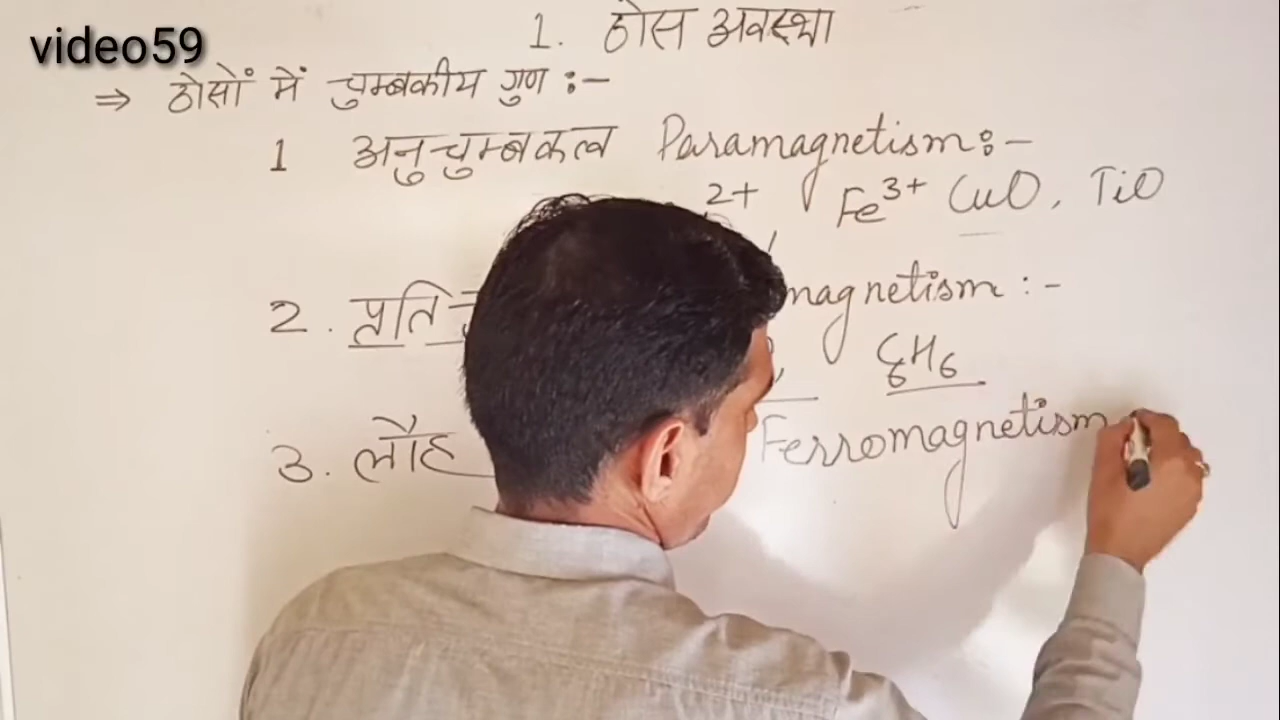 video59
1. ठोस अवस्था
⇒ ठोसों में चुम्बकीय गुण :-
1 अनुचुम्बकत्व Paramagnetism :-
2+ Fe³⁺ CuO, TiO
2. प्रति magnetism :-
C₆H₆
3. लौह Ferromagnetism